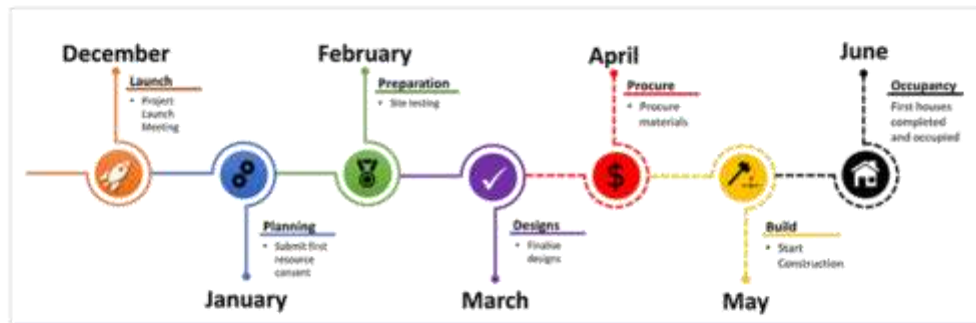 December
Launch
• Project
Launch
Meeting
Planning
• Submit first
resource
consent
January
February
Preparation
• Site testing
Designs
• Finalise
designs
March
April
Procure
• Procure
materials
$
Build
• Start
Construction
May
June
Occupancy
First houses
completed
and occupied